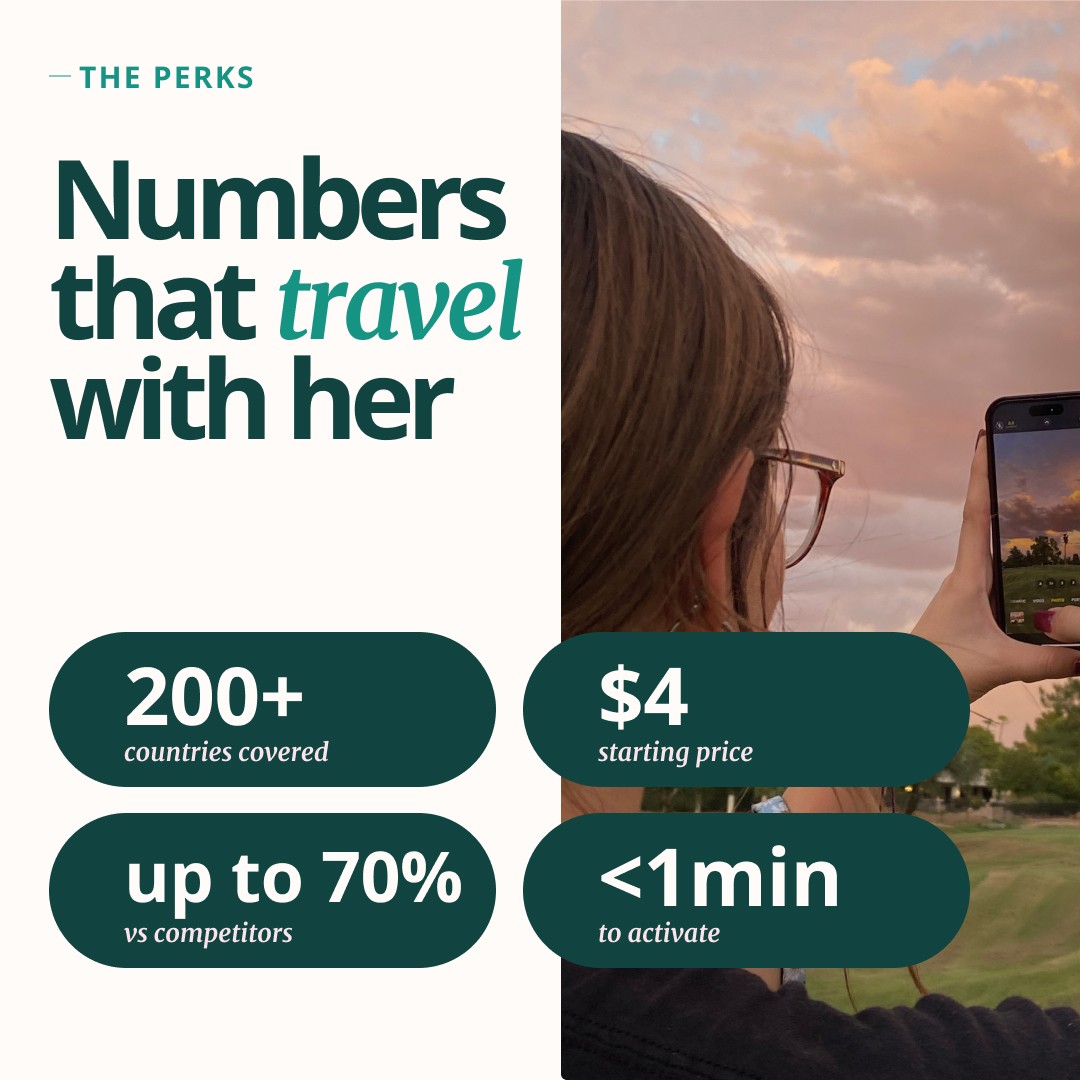 THE PERKS
Numbers
that travel
with her
200+
countries covered
$4
starting price
up to 70%
vs competitors
<1min
to activate